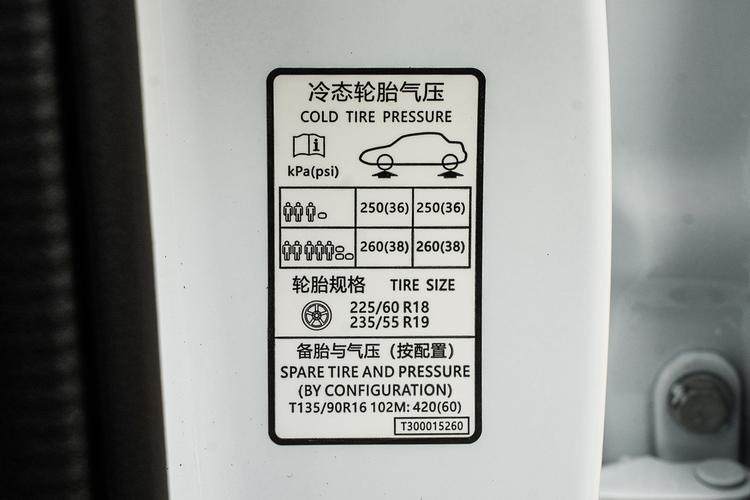 冷态轮胎气压
COLD TIRE PRESSURE
kPa(psi)
250(36) 250(36)
260(38) 260(38)
轮胎规格 TIRE SIZE
225/60 R18
235/55 R19
备胎与气压（按配置）
SPARE TIRE AND PRESSURE
(BY CONFIGURATION)
T135/90R16 102M: 420(60)
T300015260